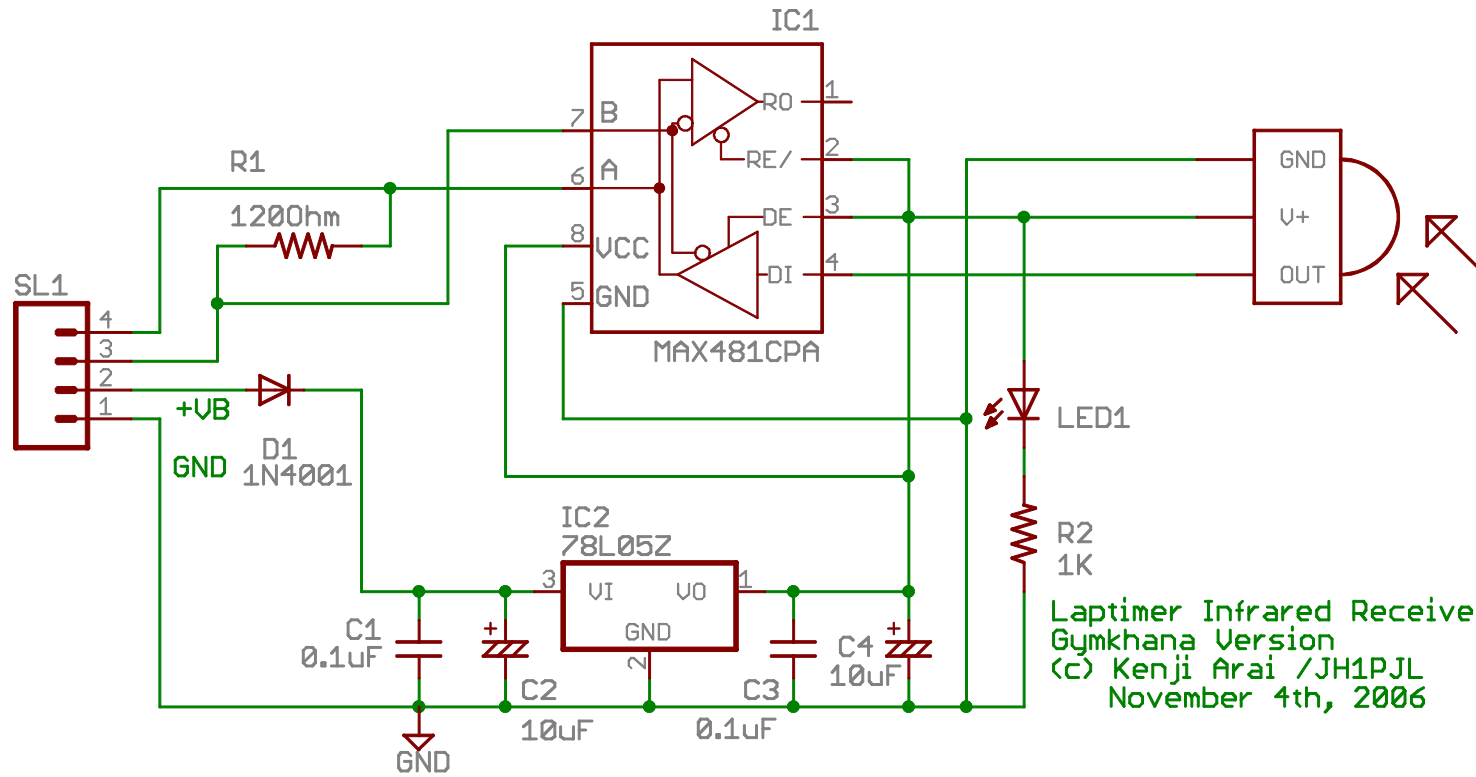 IC1
7
B
RO
1
RE/
2
6
A
DE
3
8
VCC
DI
4
5
GND
MAX481CPA
GND
V+
OUT
R1
120Ohm
SL1
4
3
2
1
+VB
GND
D1
1N4001
LED1
R2
1K
IC2
78L05Z
3
VI
VO
1
GND
2
C1
0.1uF
C2
10uF
C3
0.1uF
C4
10uF
GND
Laptimer Infrared Receive
Gymkhana Version
(c) Kenji Arai /JH1PJL
November 4th, 2006